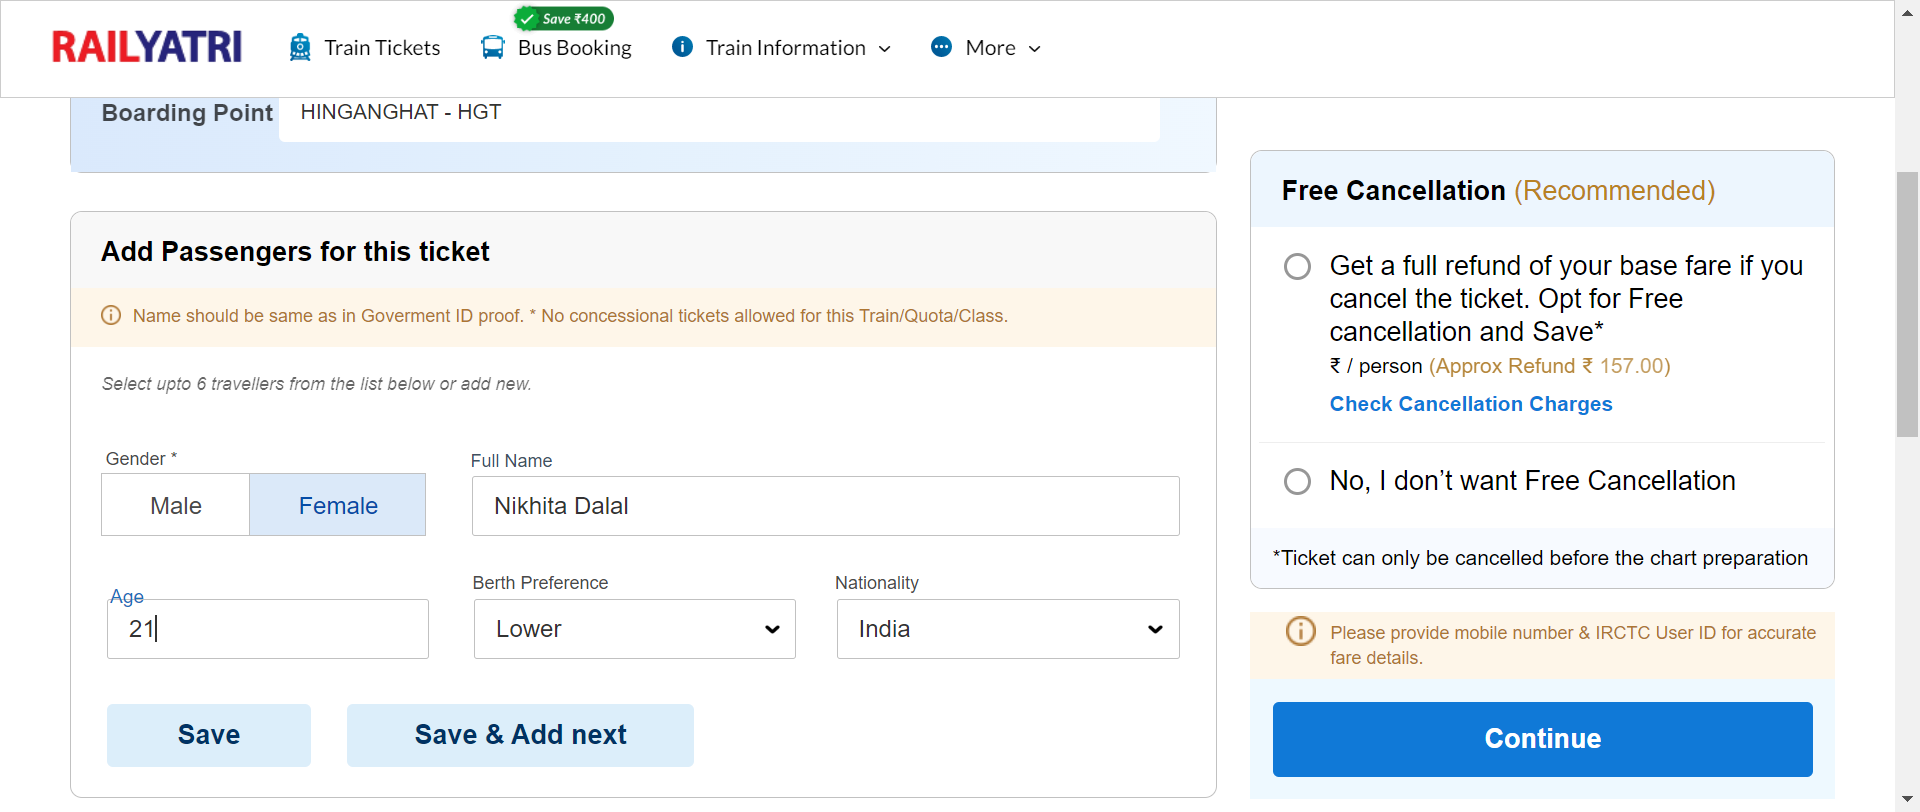 RAILYATRI
Train Tickets
Save ₹400
Bus Booking
Train Information
More
Boarding Point
HINGANGHAT - HGT
Add Passengers for this ticket
Name should be same as in Goverment ID proof. * No concessional tickets allowed for this Train/Quota/Class.
Select upto 6 travellers from the list below or add new.
Gender *
Male
Female
Full Name
Nikhita Dalal
Age
21
Berth Preference
Lower
Nationality
India
Save
Save & Add next
Free Cancellation (Recommended)
Get a full refund of your base fare if you
cancel the ticket. Opt for Free
cancellation and Save*
₹ / person (Approx Refund ₹ 157.00)
Check Cancellation Charges
No, I don’t want Free Cancellation
*Ticket can only be cancelled before the chart preparation
Please provide mobile number & IRCTC User ID for accurate
fare details.
Continue